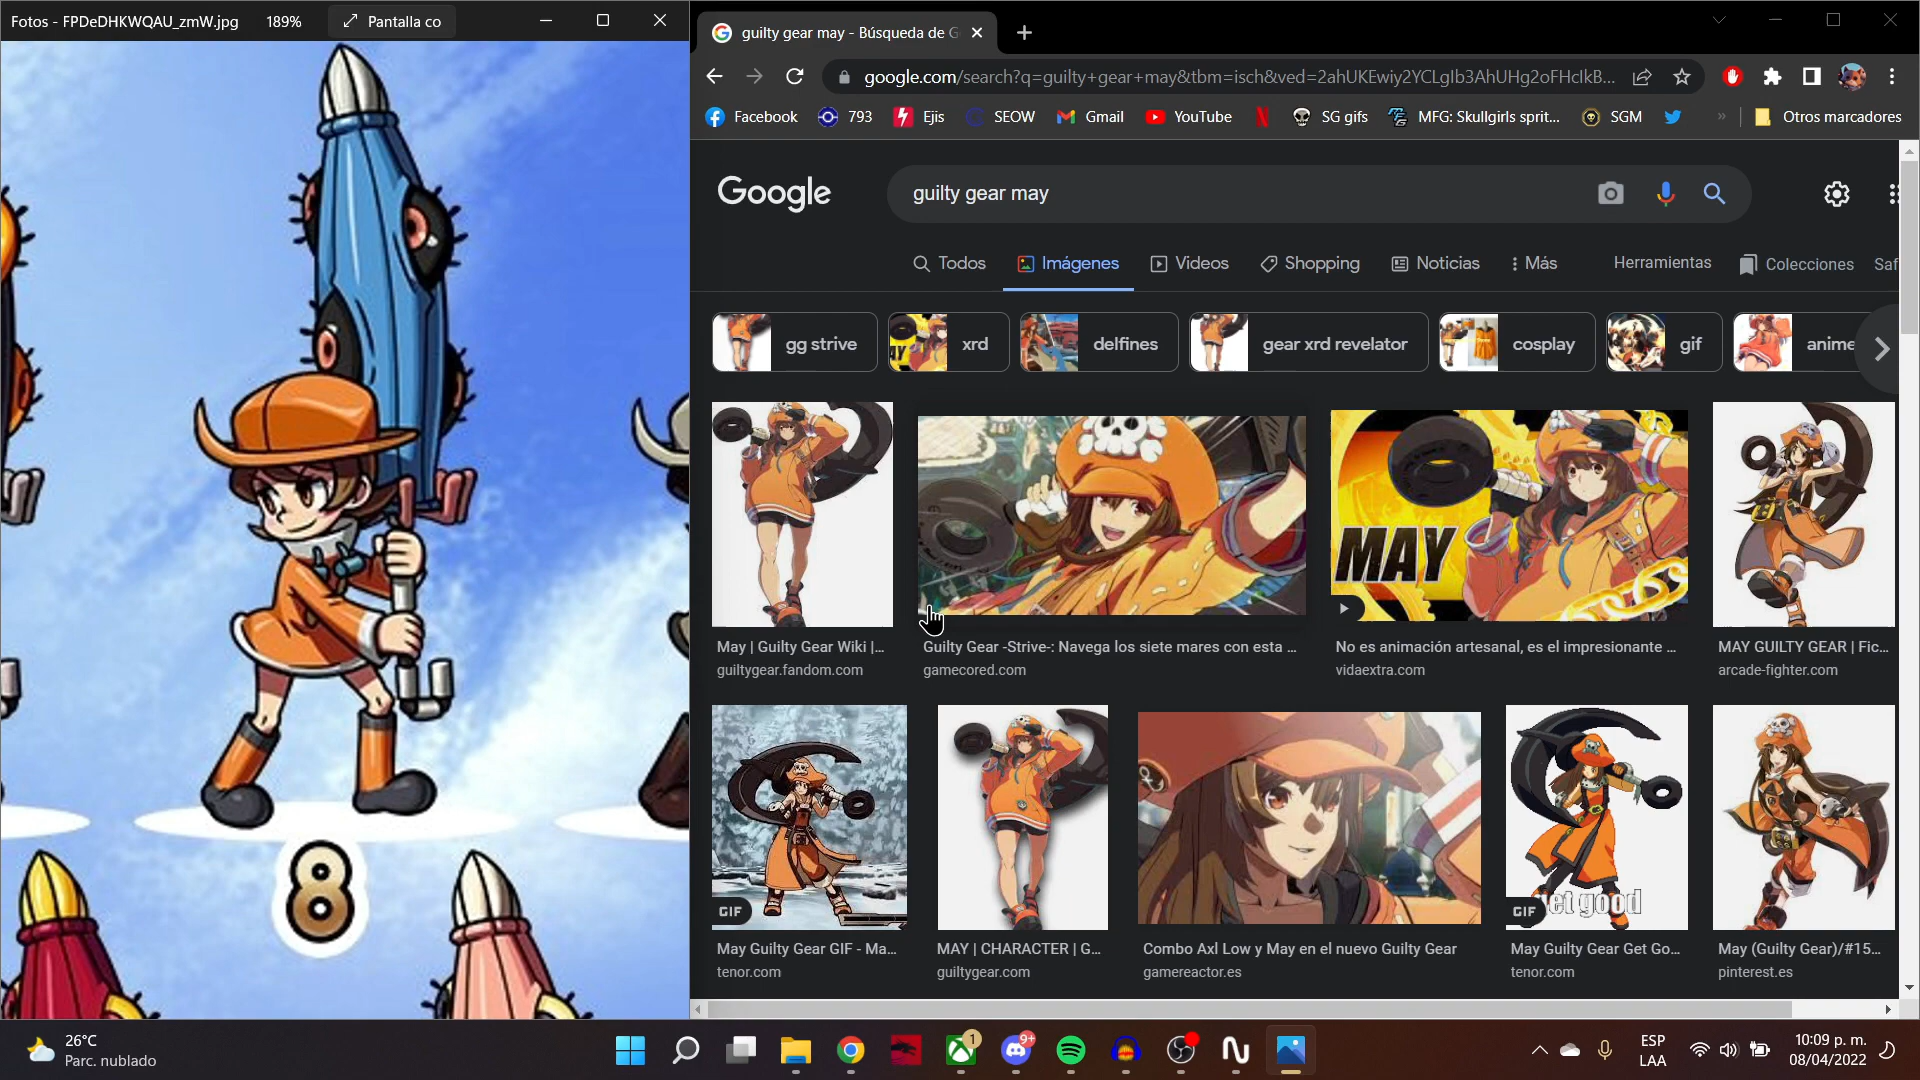 Fotos - FPDeDHKWQAU_zmW.jpg 189% Pantalla co
guilty gear may - Búsqueda de G
google.com/search?q=guilty+gear+may&tbm=isch&ved=2ahUKEwiy2YCLgIb3AhUHg2oFHcIkB...
Facebook 793 Ejis SEOW Gmail YouTube SG gifs MFG: Skullgirls sprit... SGM » Otros marcadores
Google guilty gear may
Todos Imágenes Videos Shopping Noticias Más Herramientas Colecciones Saf
gg strive xrd delfines gear xrd revelator cosplay gif anime
MAY
MAY
May | Guilty Gear Wiki |...
guiltygear.fandom.com
Guilty Gear -Strive-: Navega los siete mares con esta ...
gamecored.com
No es animación artesanal, es el impresionante ...
vidaextra.com
MAY GUILTY GEAR | Fic...
arcade-fighter.com
8
GIF
GIF
get good
May Guilty Gear GIF - Ma...
tenor.com
MAY | CHARACTER | G...
guiltygear.com
Combo Axl Low y May en el nuevo Guilty Gear
gamereactor.es
May Guilty Gear Get Go...
tenor.com
May (Guilty Gear)/#15...
pinterest.es
26°C
Parc. nublado
1
9+
ESP
LAA
10:09 p. m.
08/04/2022